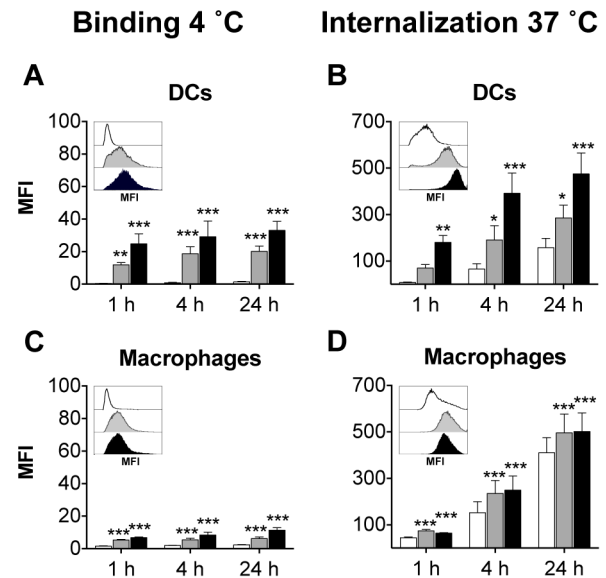 Binding 4 ˚C
Internalization 37 ˚C
A
DCs
100
80
60
40
20
0
MFI
MFI
** ***
*** ***
*** ***
1 h 4 h 24 h
B
DCs
700
500
300
100
MFI
**
* ***
* ***
1 h 4 h 24 h
C
Macrophages
100
80
60
40
20
0
MFI
MFI
*** ***
*** ***
*** ***
1 h 4 h 24 h
D
Macrophages
700
500
300
100
MFI
*** ***
*** ***
*** ***
1 h 4 h 24 h